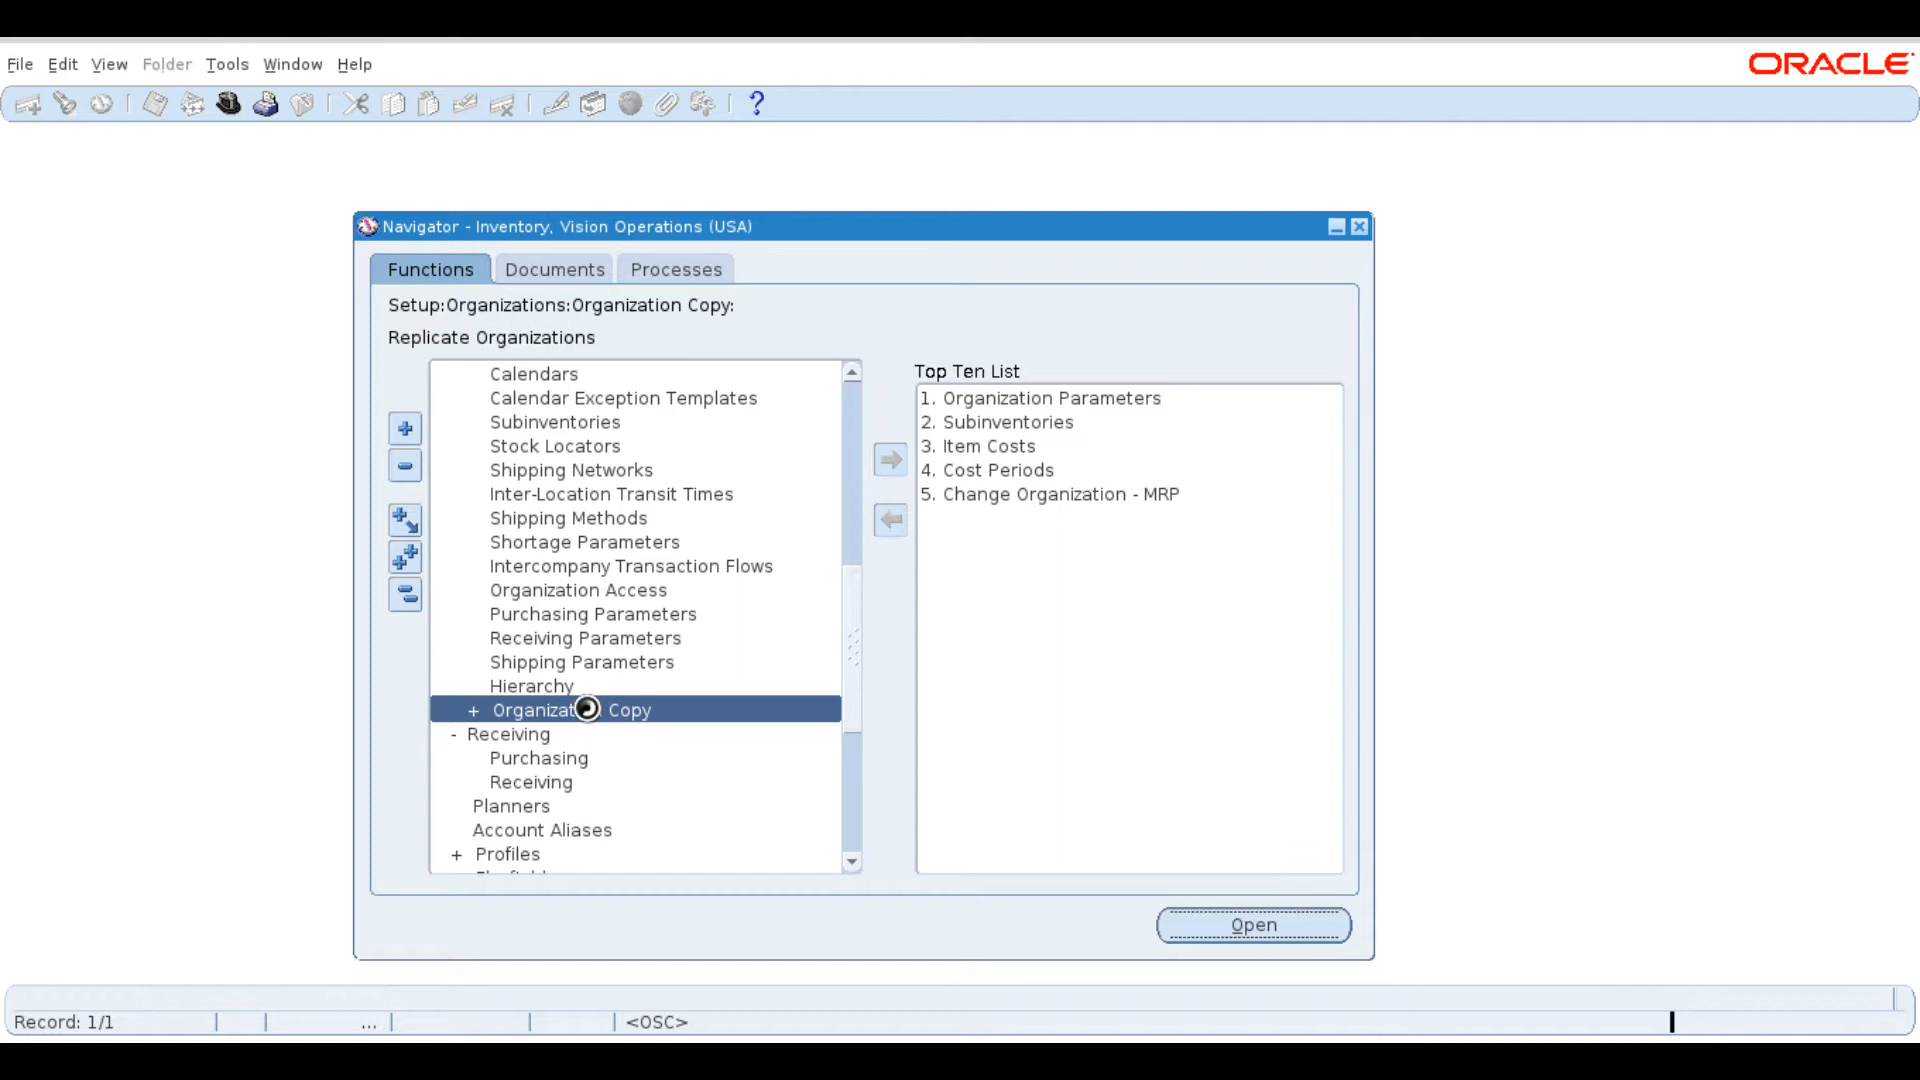 File Edit View Folder Tools Window Help
ORACLE
?
Navigator - Inventory, Vision Operations (USA)
Functions Documents Processes
Setup:Organizations:Organization Copy:
Replicate Organizations
Calendars
Calendar Exception Templates
Subinventories
Stock Locators
Shipping Networks
Inter-Location Transit Times
Shipping Methods
Shortage Parameters
Intercompany Transaction Flows
Organization Access
Purchasing Parameters
Receiving Parameters
Shipping Parameters
Hierarchy
+ Copy
- Receiving
Purchasing
Receiving
Planners
Account Aliases
+ Profiles
Top Ten List
1. Organization Parameters
2. Subinventories
3. Item Costs
4. Cost Periods
5. Change Organization - MRP
Open
Record: 1/1 ... <OSC>